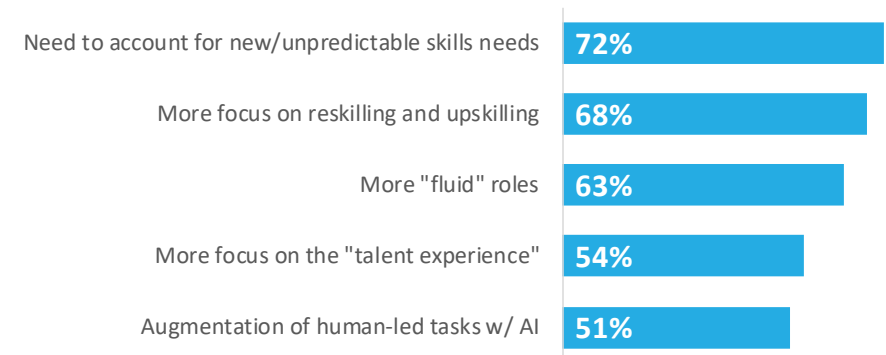 Need to account for new/unpredictable skills needs 72%
More focus on reskilling and upskilling 68%
More "fluid" roles 63%
More focus on the "talent experience" 54%
Augmentation of human-led tasks w/ AI 51%